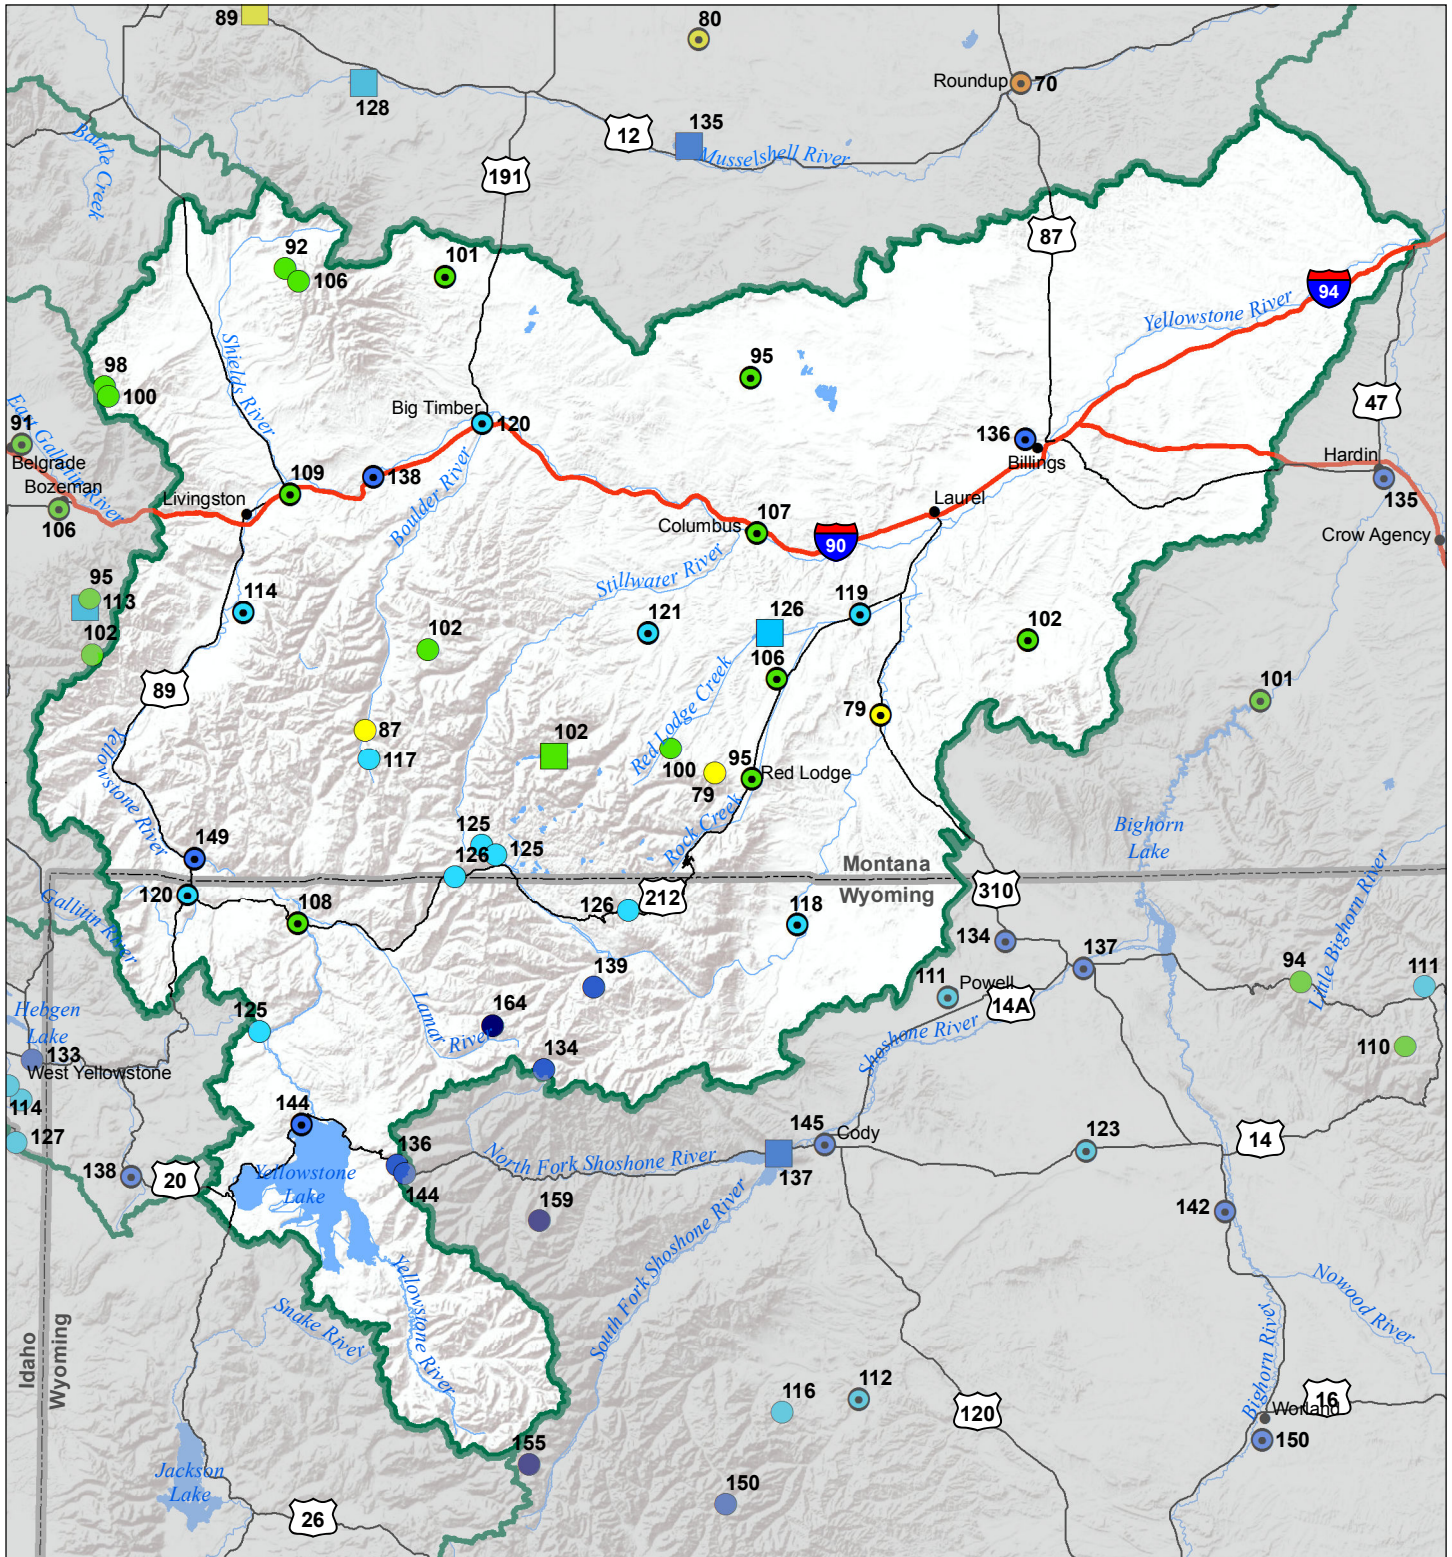 89
80
Roundup
70
128
12
135
Musselshell River
Battle Creek
191
87
92
106
101
94
Yellowstone River
Shields River
98
100
95
47
Big Timber
120
East Gallitin River
91
Belgrade
136
Billings
Hardin
135
Bozeman
106
109
138
Livingston
Boulder River
Laurel
107
Columbus
90
Crow Agency
Stillwater River
95
113
114
121
126
119
102
102
102
106
89
Red Lodge Creek
101
79
87
117
102
100
79
95
Red Lodge
Yellowstone River
Rock Creek
Bighorn
Lake
149
125
125
126
Montana
Wyoming
310
Little Bighorn River
120
108
126
212
118
Gallitin River
134
137
139
111
Powell
14A
94
111
Hebgen
Lake
125
Lamar River
164
Shoshone River
133
West Yellowstone
134
110
114
127
144
136
144
145
Cody
123
14
138
20
Yellowstone
Lake
North Fork Shoshone River
137
159
South Fork Shoshone River
142
Yellowstone River
Snake River
Nowood River
Idaho
Wyoming
Bighorn River
116
112
120
16
Worland
150
155
Jackson
Lake
150
26